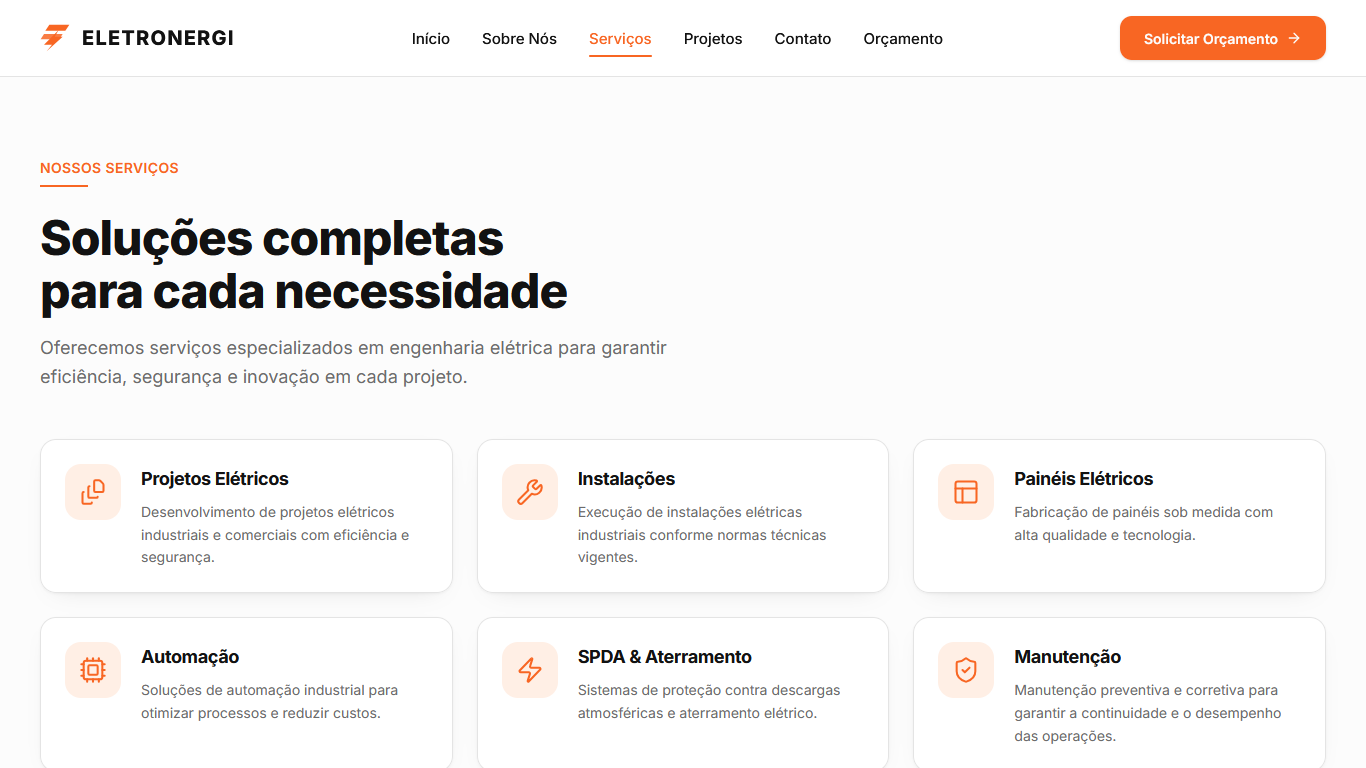 ELETRONERGI
Início
Sobre Nós
Serviços
Projetos
Contato
Orçamento
Solicitar Orçamento
NOSSOS SERVIÇOS
Soluções completas
para cada necessidade
Oferecemos serviços especializados em engenharia elétrica para garantir
eficiência, segurança e inovação em cada projeto.
Projetos Elétricos
Desenvolvimento de projetos elétricos
industriais e comerciais com eficiência e
segurança.
Instalações
Execução de instalações elétricas
industriais conforme normas técnicas
vigentes.
Painéis Elétricos
Fabricação de painéis sob medida com
alta qualidade e tecnologia.
Automação
Soluções de automação industrial para
otimizar processos e reduzir custos.
SPDA & Aterramento
Sistemas de proteção contra descargas
atmosféricas e aterramento elétrico.
Manutenção
Manutenção preventiva e corretiva para
garantir a continuidade e o desempenho
das operações.